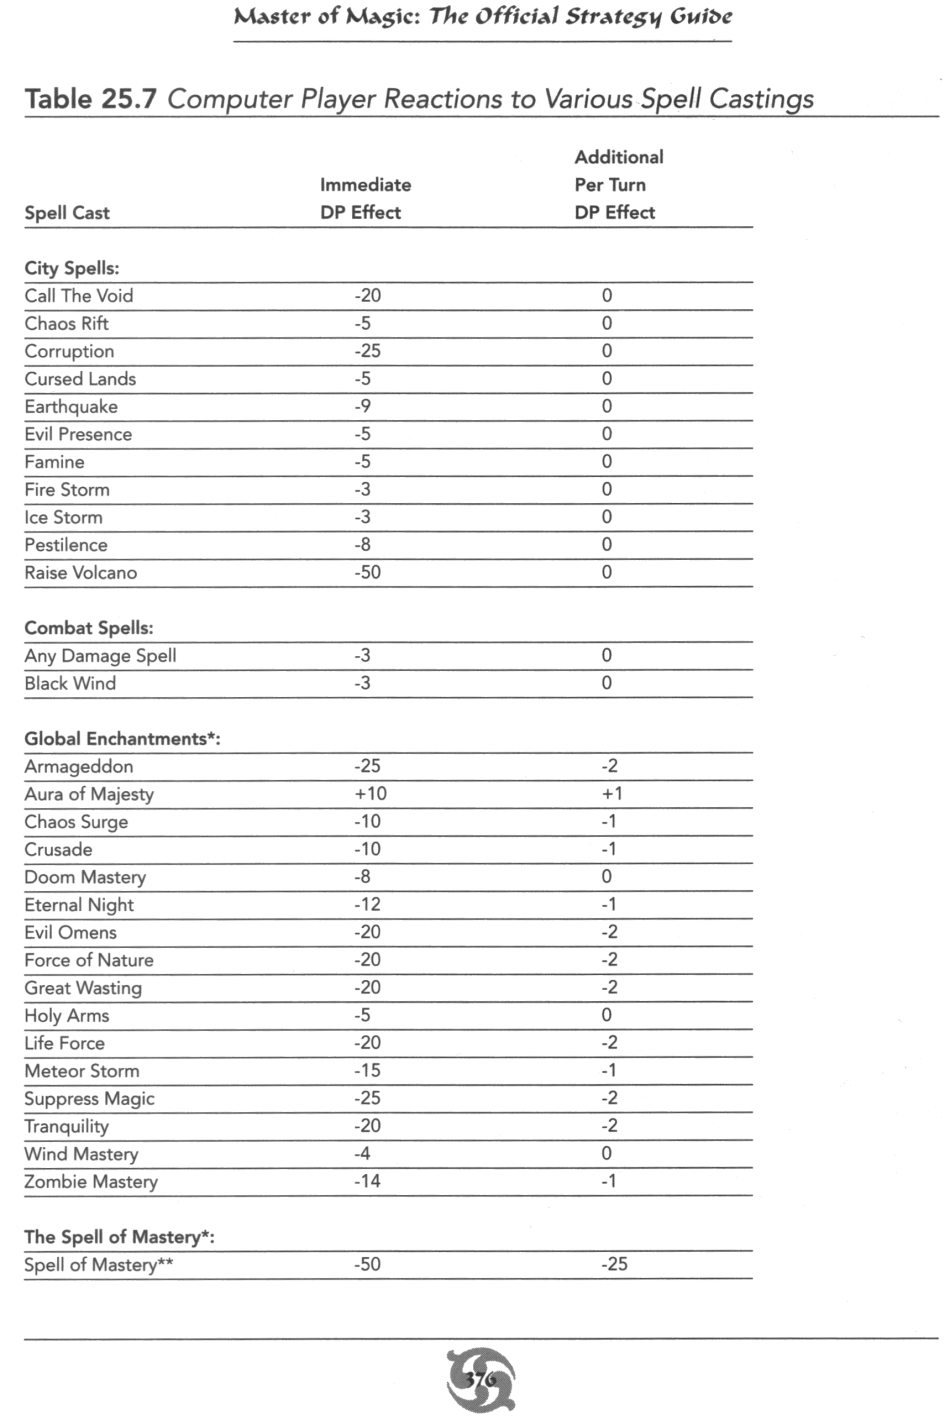 Master of Magic: The Official Strategy Guide
Table 25.7 Computer Player Reactions to Various Spell Castings
Additional
Immediate Per Turn
Spell Cast DP Effect DP Effect
City Spells:
Call The Void -20 0
Chaos Rift -5 0
Corruption -25 0
Cursed Lands -5 0
Earthquake -9 0
Evil Presence -5 0
Famine -5 0
Fire Storm -3 0
Ice Storm -3 0
Pestilence -8 0
Raise Volcano -50 0
Combat Spells:
Any Damage Spell -3 0
Black Wind -3 0
Global Enchantments*:
Armageddon -25 -2
Aura of Majesty +10 +1
Chaos Surge -10 -1
Crusade -10 -1
Doom Mastery -8 0
Eternal Night -12 -1
Evil Omens -20 -2
Force of Nature -20 -2
Great Wasting -20 -2
Holy Arms -5 0
Life Force -20 -2
Meteor Storm -15 -1
Suppress Magic -25 -2
Tranquility -20 -2
Wind Mastery -4 0
Zombie Mastery -14 -1
The Spell of Mastery*:
Spell of Mastery** -50 -25
376